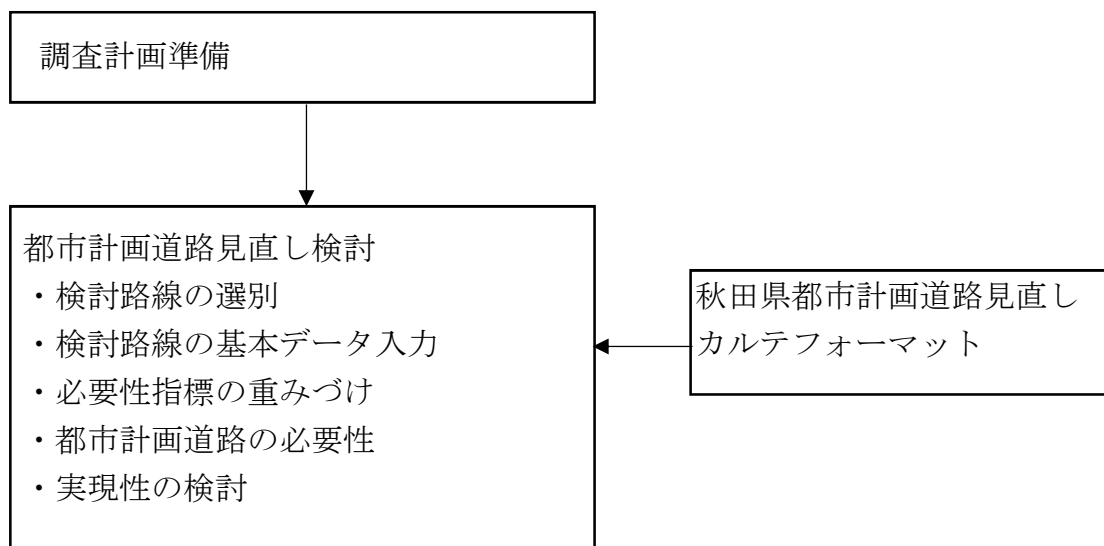 調査計画準備
都市計画道路見直し検討
・検討路線の選別
・検討路線の基本データ入力
・必要性指標の重みづけ
・都市計画道路の必要性
・実現性の検討
秋田県都市計画道路見直し
カルテフォーマット